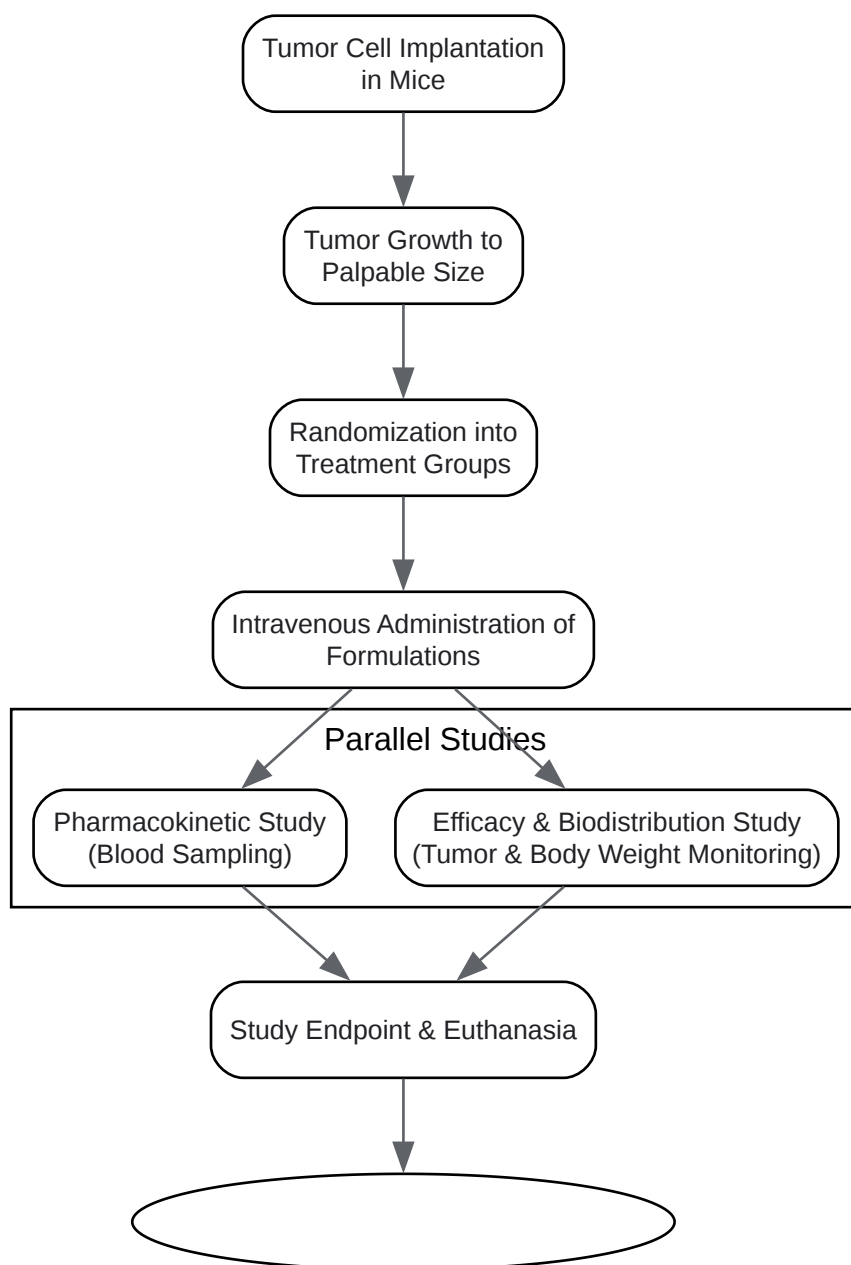 Tumor Cell Implantation
in Mice
Tumor Growth to
Palpable Size
Randomization into
Treatment Groups
Intravenous Administration of
Formulations
Parallel Studies
Pharmacokinetic Study
(Blood Sampling)
Efficacy & Biodistribution Study
(Tumor & Body Weight Monitoring)
Study Endpoint & Euthanasia